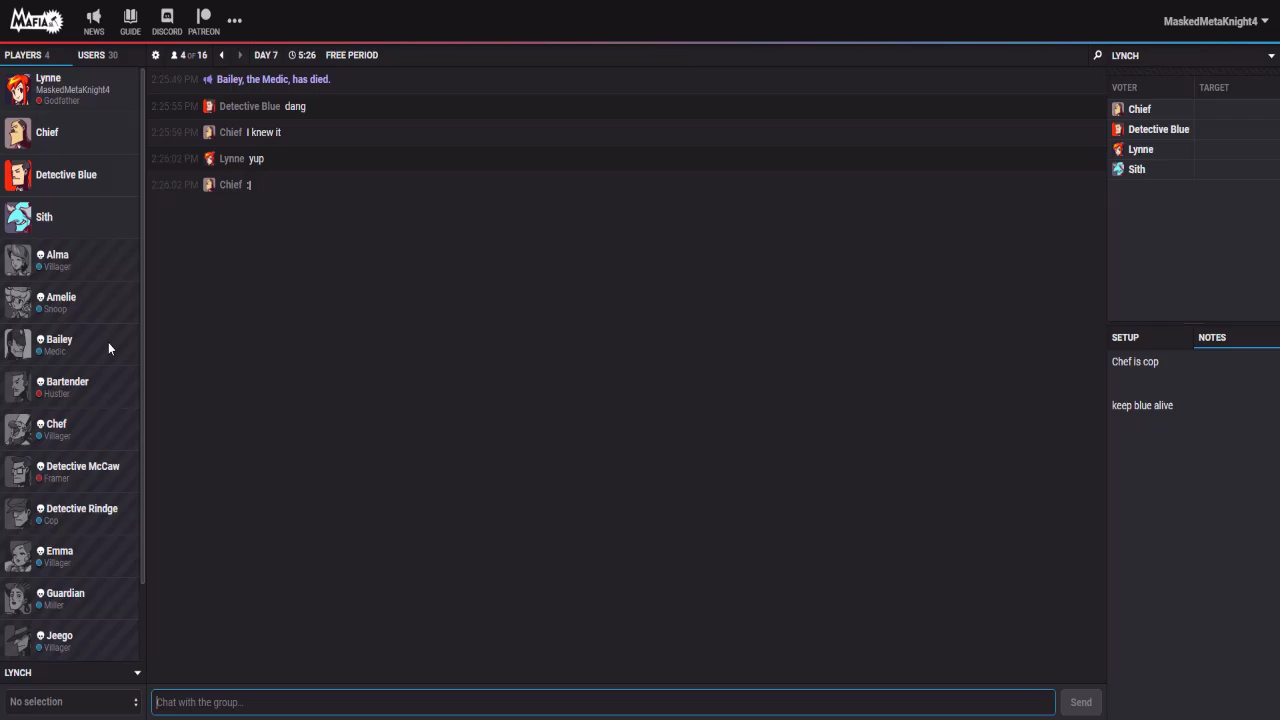 MAFIA
NEWS
GUIDE
DISCORD
PATREON
MaskedMetaKnight4
PLAYERS 4
USERS 30
4 of 16
DAY 7
5:26
FREE PERIOD
LYNCH
Lynne
MaskedMetaKnight4
Godfather
Chief
Detective Blue
Sith
Alma
Villager
Amelie
Snoop
Bailey
Medic
Bartender
Hustler
Chef
Villager
Detective McCaw
Framer
Detective Rindge
Cop
Emma
Villager
Guardian
Miller
Jeego
Villager
LYNCH
No selection
2:25:49 PM Bailey, the Medic, has died.
2:25:55 PM Detective Blue dang
2:25:59 PM Chief I knew it
2:26:02 PM Lynne yup
2:26:02 PM Chief :|
Chat with the group...
Send
VOTER TARGET
Chief
Detective Blue
Lynne
Sith
SETUP
NOTES
Chef is cop
keep blue alive